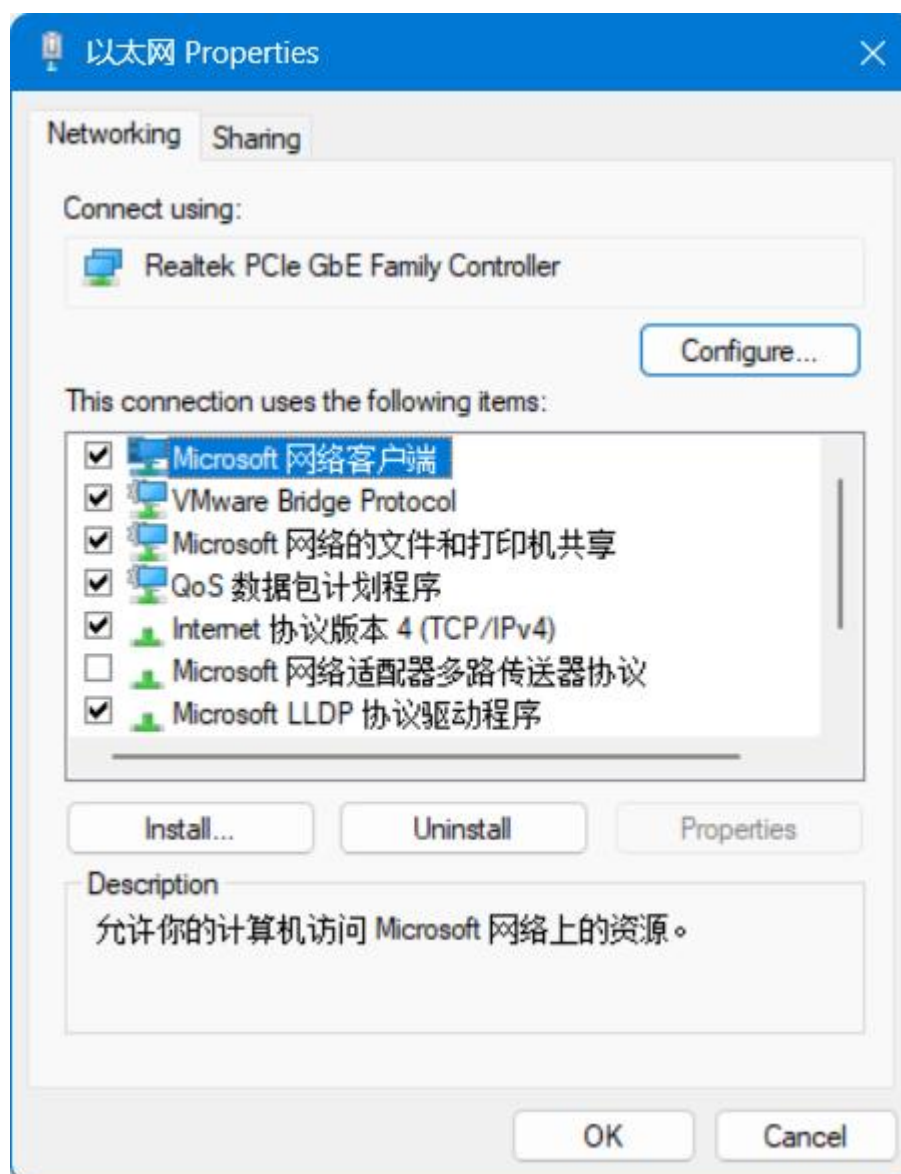 以太网 Properties
Networking
Sharing
Connect using:
Realtek PCIe GbE Family Controller
Configure...
This connection uses the following items:
Microsoft 网络客户端
VMware Bridge Protocol
Microsoft 网络的文件和打印机共享
QoS 数据包计划程序
Internet 协议版本 4 (TCP/IPv4)
Microsoft 网络适配器多路传送器协议
Microsoft LLDP 协议驱动程序
Install...
Uninstall
Properties
Description
允许你的计算机访问 Microsoft 网络上的资源。
OK
Cancel